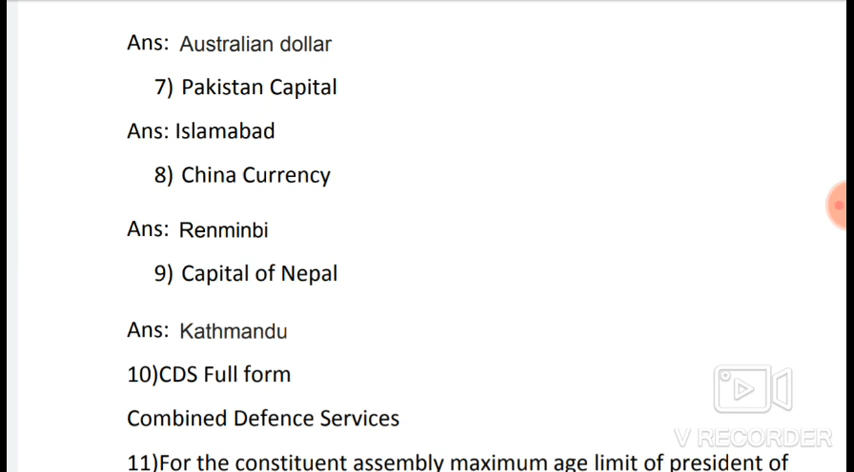 Ans: Australian dollar
7) Pakistan Capital
Ans: Islamabad
8) China Currency
Ans: Renminbi
9) Capital of Nepal
Ans: Kathmandu
10)CDS Full form
Combined Defence Services
11)For the constituent assembly maximum age limit of president of
V RECORDER